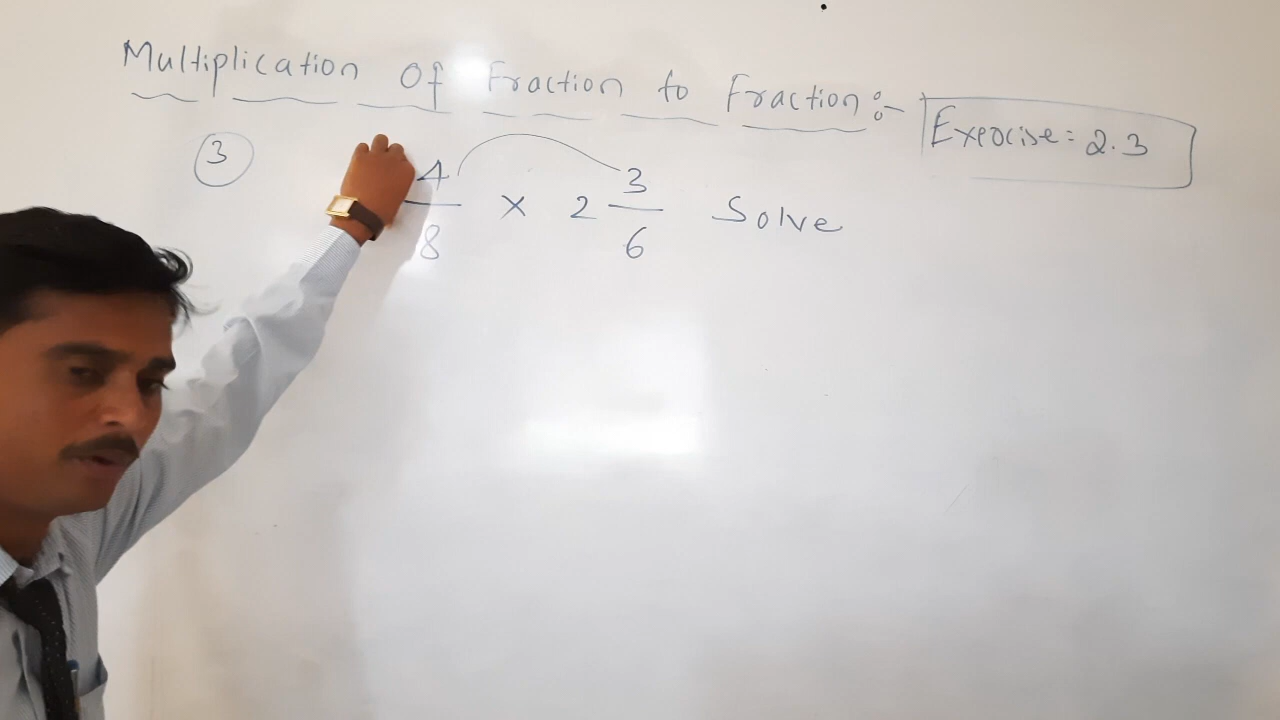 Multiplication Of Fraction to Fraction:-
Exercise: 2.3
3
4/8 × 2 3/6 Solve